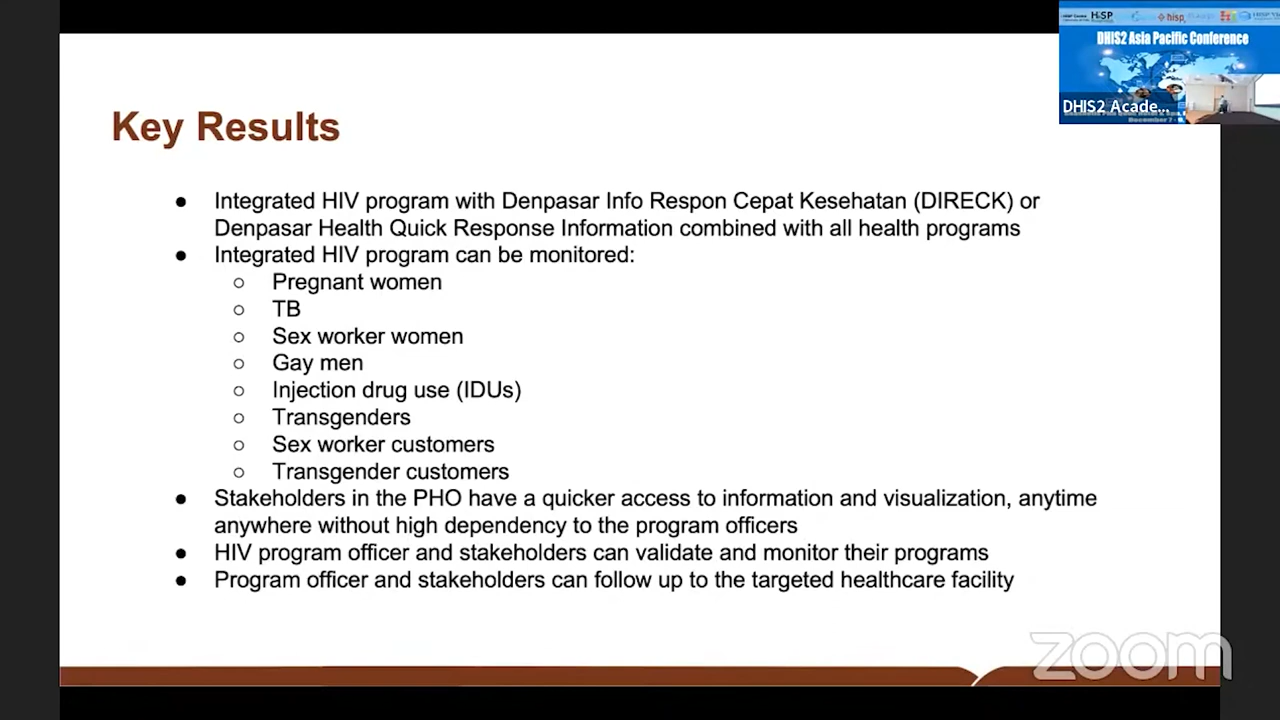 HiSP
hisp
DHIS2 Asia Pacific Conference
DHIS2 Acade...
December 7 -
Key Results
● Integrated HIV program with Denpasar Info Respon Cepat Kesehatan (DIRECK) or
Denpasar Health Quick Response Information combined with all health programs
● Integrated HIV program can be monitored:
○ Pregnant women
○ TB
○ Sex worker women
○ Gay men
○ Injection drug use (IDUs)
○ Transgenders
○ Sex worker customers
○ Transgender customers
● Stakeholders in the PHO have a quicker access to information and visualization, anytime
anywhere without high dependency to the program officers
● HIV program officer and stakeholders can validate and monitor their programs
● Program officer and stakeholders can follow up to the targeted healthcare facility
zoom